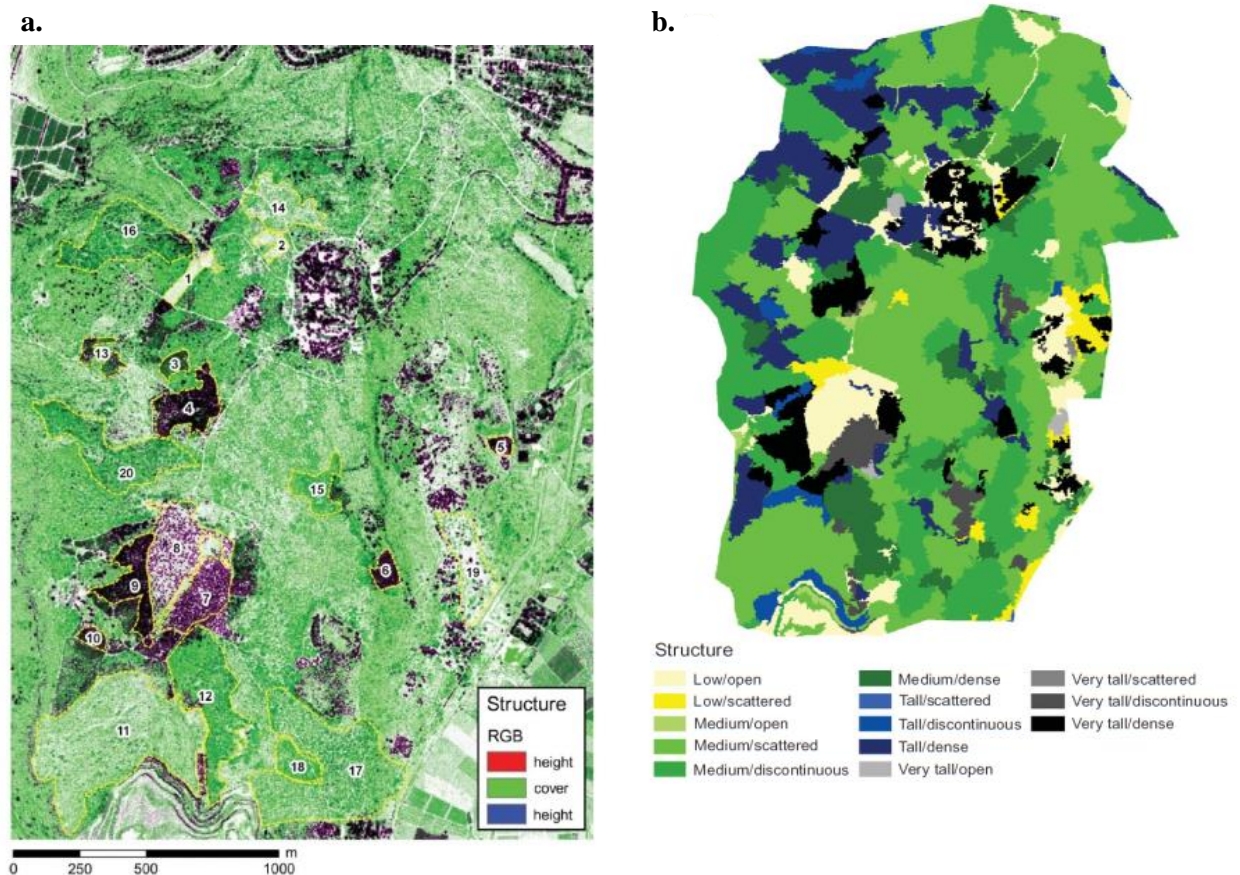 a.
b.
14
16
2
1
13
3
4
5
20
15
8
9
6
19
7
10
12
11
17
18
Structure
RGB
height
cover
height
m
0 250 500 1000
Structure
Low/open
Low/scattered
Medium/open
Medium/scattered
Medium/discontinuous
Medium/dense
Tall/scattered
Tall/discontinuous
Tall/dense
Very tall/open
Very tall/scattered
Very tall/discontinuous
Very tall/dense